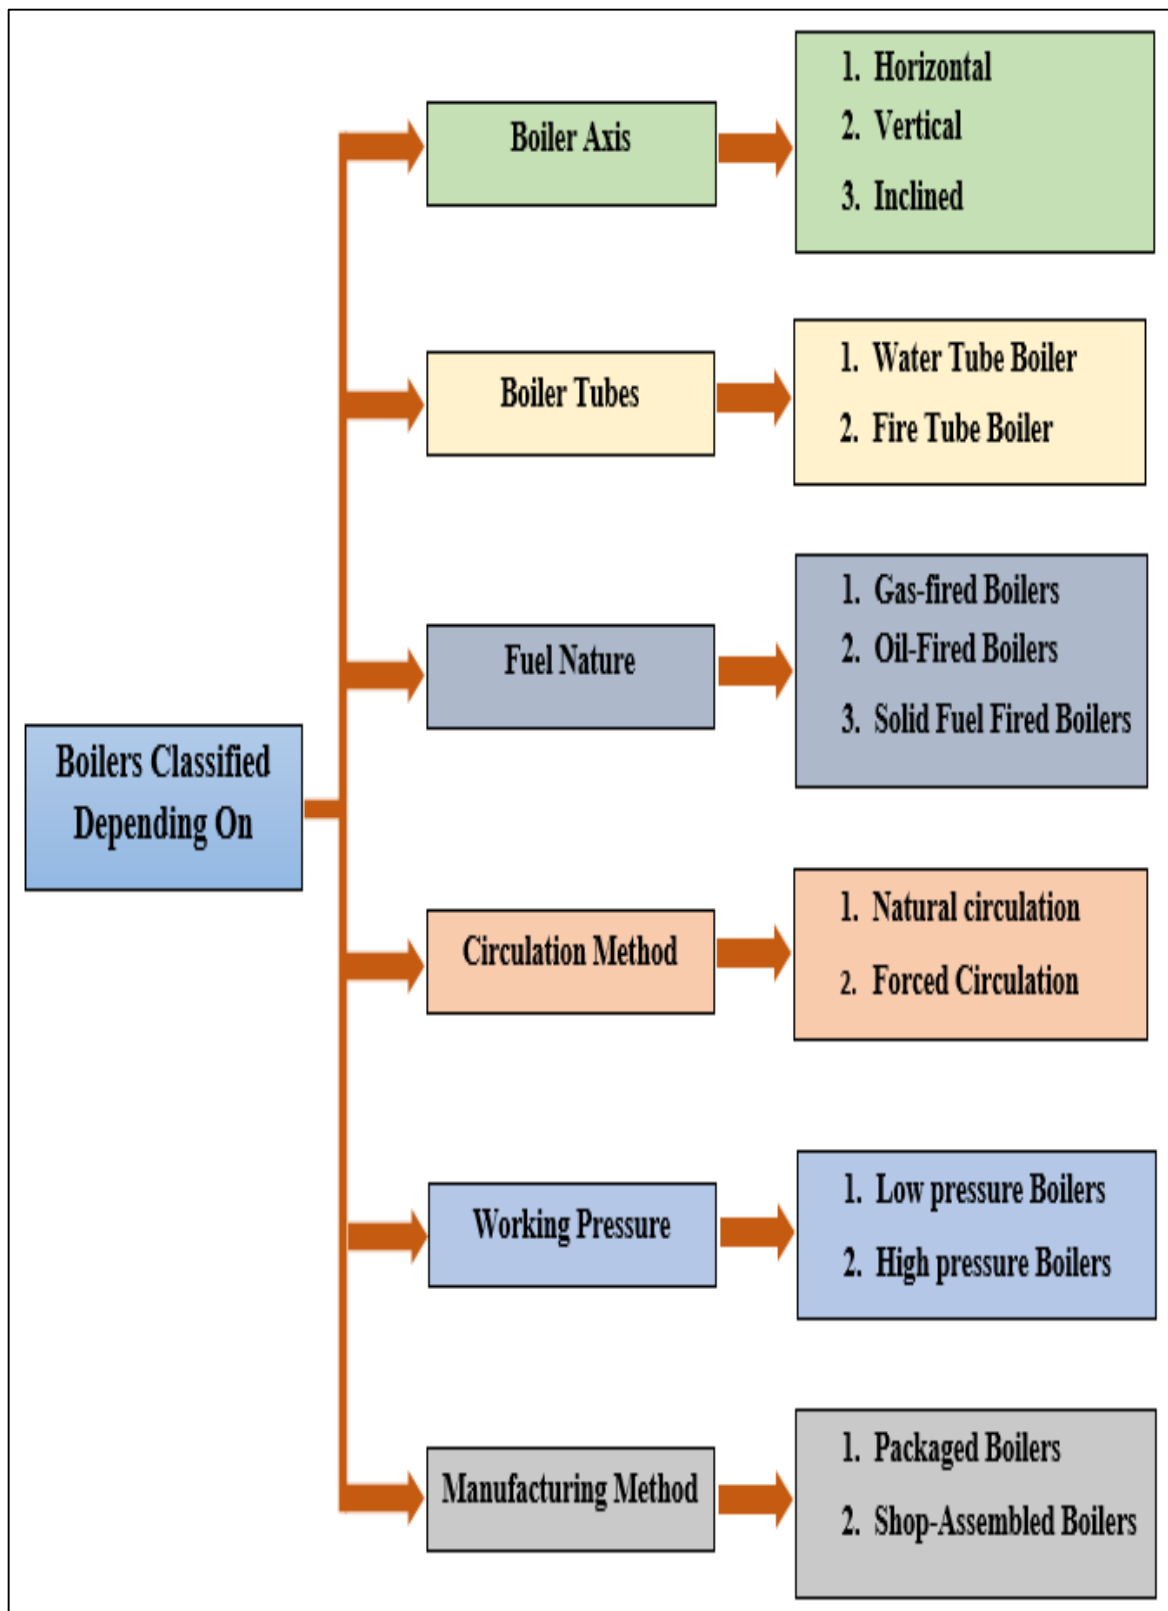 Boilers Classified
Depending On
Boiler Axis
1. Horizontal
2. Vertical
3. Inclined
Boiler Tubes
1. Water Tube Boiler
2. Fire Tube Boiler
Fuel Nature
1. Gas-fired Boilers
2. Oil-Fired Boilers
3. Solid Fuel Fired Boilers
Circulation Method
1. Natural circulation
2. Forced Circulation
Working Pressure
1. Low pressure Boilers
2. High pressure Boilers
Manufacturing Method
1. Packaged Boilers
2. Shop-Assembled Boilers